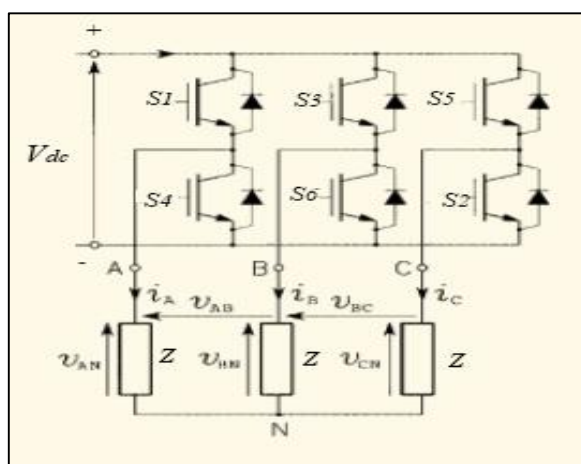 +
S1 S3 S5
Vdc
S4 S6 S2
-
A B C
iA iB iC
vAB vBC
vAN Z vBN Z vCN Z
N